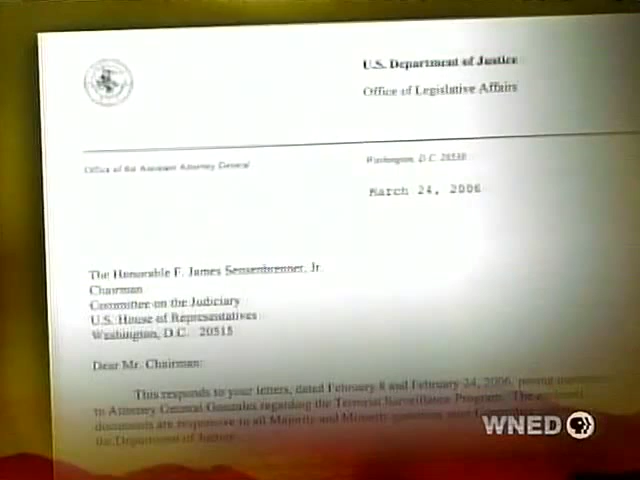 U.S. Department of Justice
Office of Legislative Affairs
Office of the Assistant Attorney General
Washington, D.C. 20530
March 24, 2006
The Honorable F. James Sensenbrenner, Jr.
Chairman
Committee on the Judiciary
U.S. House of Representatives
Washington, D.C. 20515
Dear Mr. Chairman:
This responds to your letters, dated February 8 and February 24, 2006, posing
to Attorney General Gonzales regarding the Terrorist Surveillance Program. The
documents are responsive to all Majority and Minority
the Department of Justice.
WNED PBS